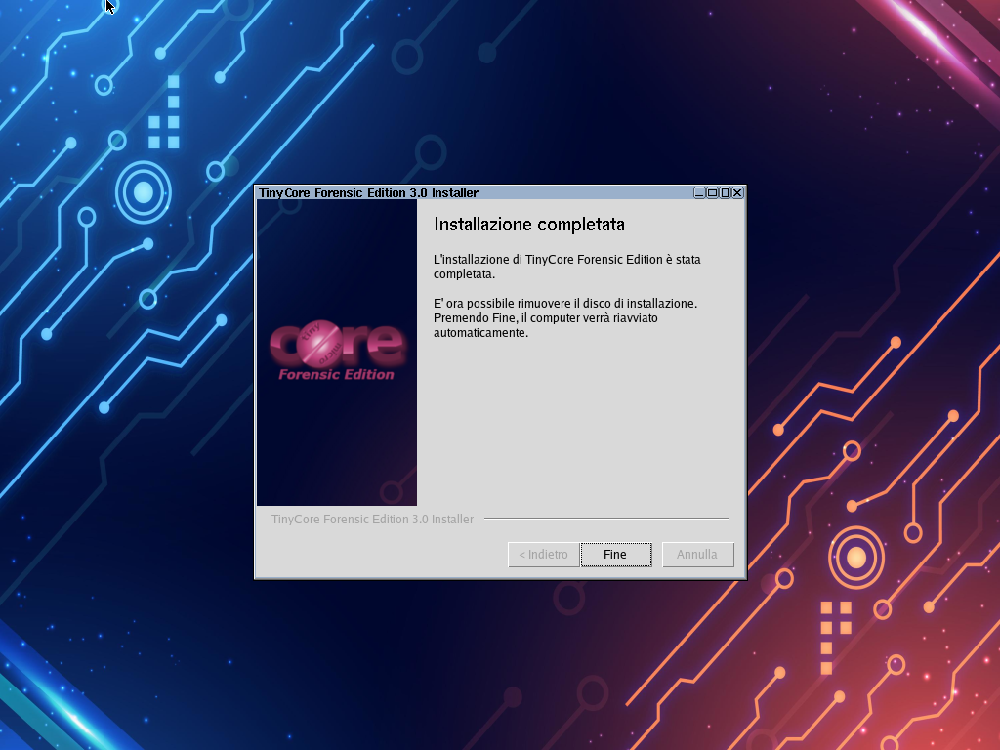 TinyCore Forensic Edition 3.0 Installer
Installazione completata
L'installazione di TinyCore Forensic Edition è stata
completata.
E' ora possibile rimuovere il disco di installazione.
Premendo Fine, il computer verrà riavviato
automaticamente.
core
tiny
micro
Forensic Edition
TinyCore Forensic Edition 3.0 Installer
< Indietro
Fine
Annulla